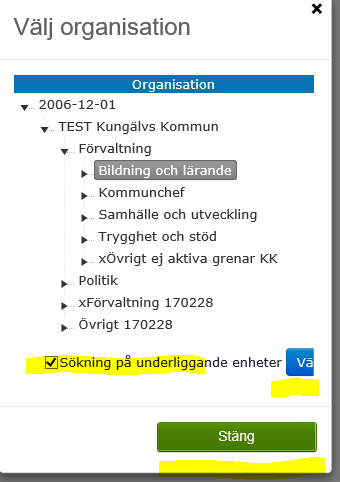 Välj organisation
Organisation
2006-12-01
TEST Kungälvs Kommun
Förvaltning
Bildning och lärande
Kommunchef
Samhälle och utveckling
Trygghet och stöd
xÖvrigt ej aktiva grenar KK
Politik
xFörvaltning 170228
Övrigt 170228
Sökning på underliggande enheter Vä
Stäng